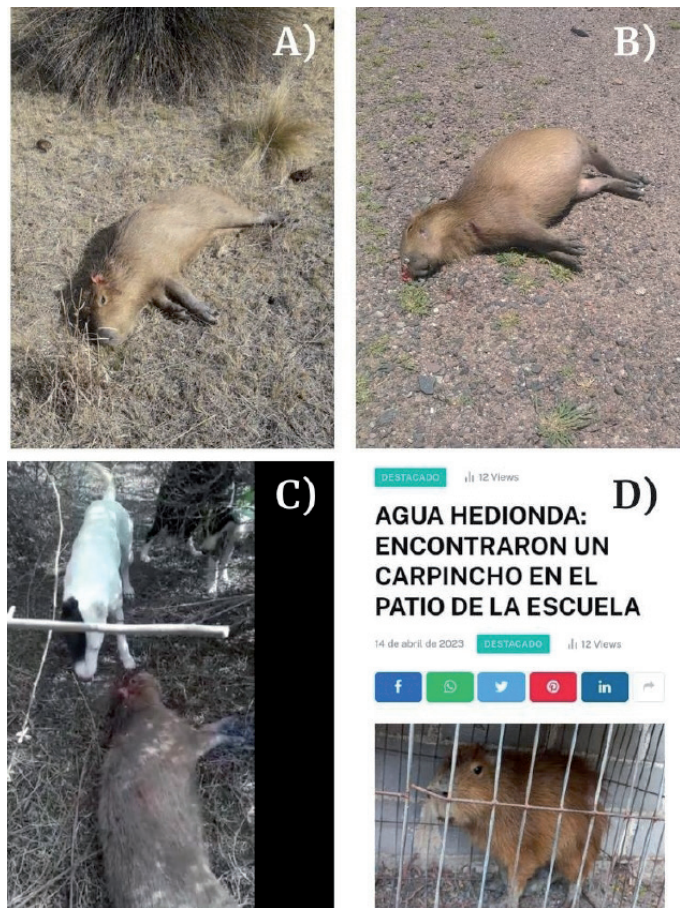 A)
B)
C)
D)
DESTACADO 12 Views
AGUA HEDIONDA:
ENCONTRARON UN
CARPINCHO EN EL
PATIO DE LA ESCUELA
14 de abril de 2023 DESTACADO 12 Views
f
P
in